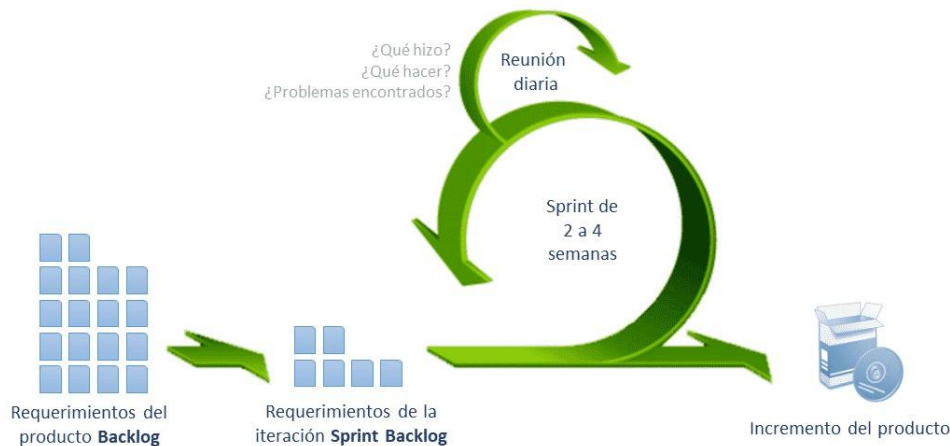 ¿Qué hizo?
¿Qué hacer?
¿Problemas encontrados?
Reunión
diaria
Sprint de
2 a 4
semanas
Requerimientos del
producto Backlog
Requerimientos de la
iteración Sprint Backlog
Incremento del producto